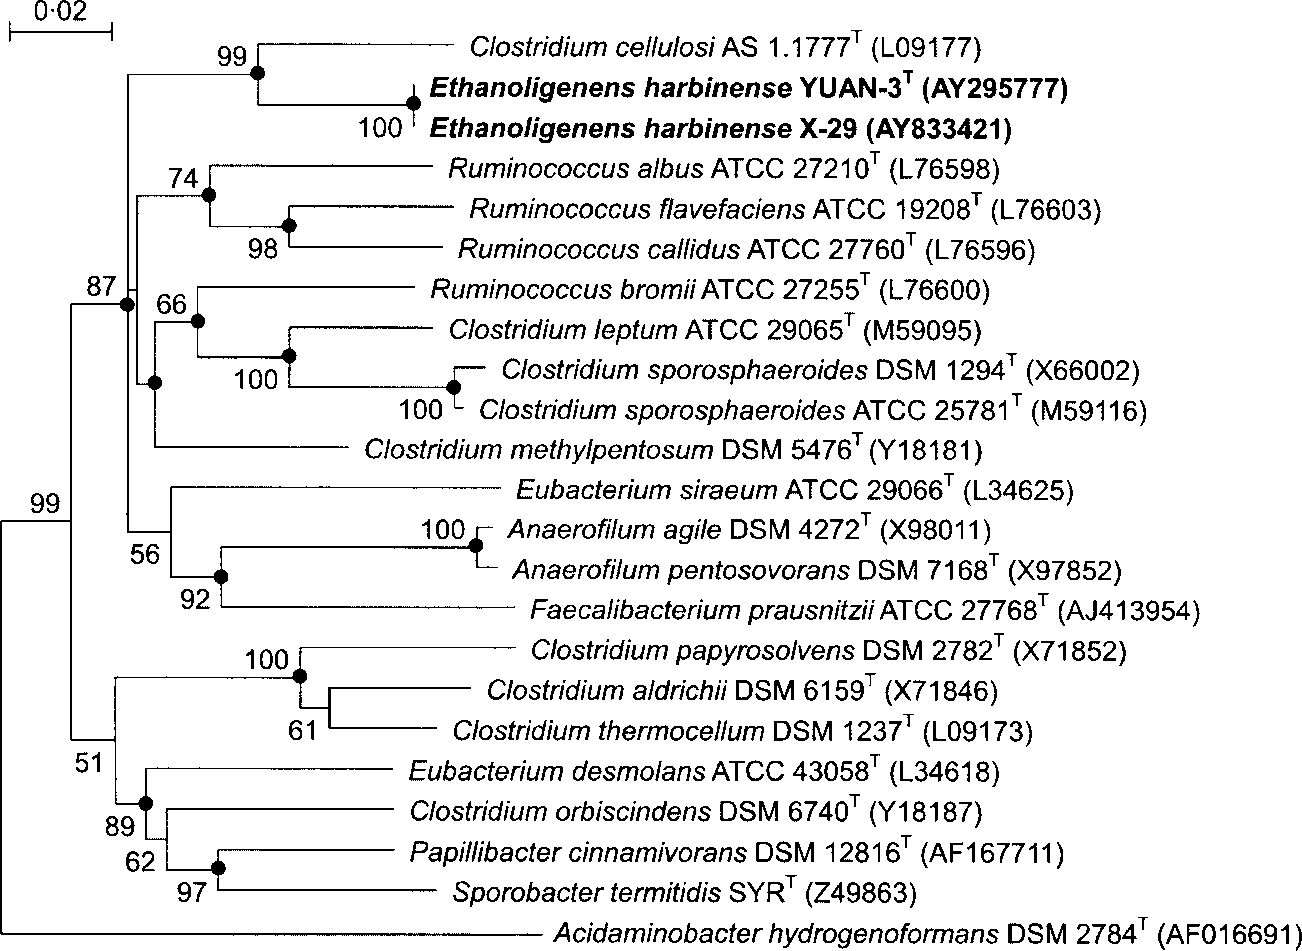 0·02
99
Clostridium cellulosi AS 1.1777T (L09177)
Ethanoligenens harbinense YUAN-3T (AY295777)
100
Ethanoligenens harbinense X-29 (AY833421)
Ruminococcus albus ATCC 27210T (L76598)
74
Ruminococcus flavefaciens ATCC 19208T (L76603)
98
Ruminococcus callidus ATCC 27760T (L76596)
87
Ruminococcus bromii ATCC 27255T (L76600)
66
Clostridium leptum ATCC 29065T (M59095)
100
Clostridium sporosphaeroides DSM 1294T (X66002)
100
Clostridium sporosphaeroides ATCC 25781T (M59116)
Clostridium methylpentosum DSM 5476T (Y18181)
Eubacterium siraeum ATCC 29066T (L34625)
99
100
Anaerofilum agile DSM 4272T (X98011)
56
Anaerofilum pentosovorans DSM 7168T (X97852)
92
Faecalibacterium prausnitzii ATCC 27768T (AJ413954)
Clostridium papyrosolvens DSM 2782T (X71852)
100
Clostridium aldrichii DSM 6159T (X71846)
61
Clostridium thermocellum DSM 1237T (L09173)
51
Eubacterium desmolans ATCC 43058T (L34618)
Clostridium orbiscindens DSM 6740T (Y18187)
89
62
Papillibacter cinnamivorans DSM 12816T (AF167711)
97
Sporobacter termitidis SYRT (Z49863)
Acidaminobacter hydrogenoformans DSM 2784T (AF016691)